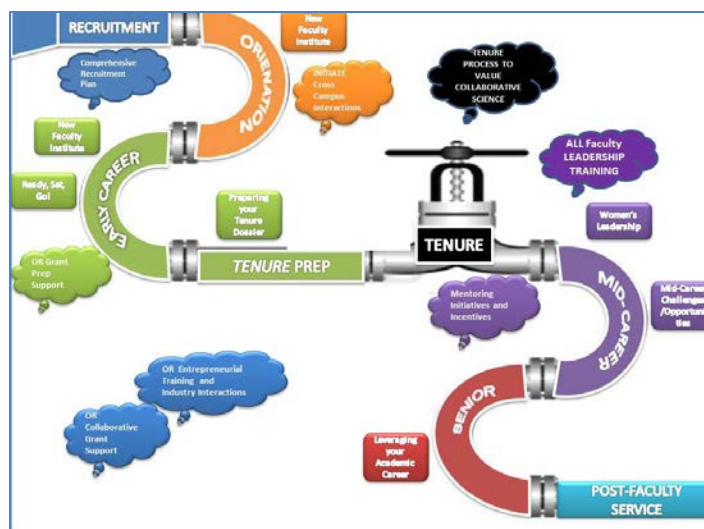 RECRUITMENT
New
Faculty
Institute
Comprehensive
Recruitment
Plan
ORIENATION
INITIATE
Cross
Campus
Interactions
TENURE
PROCESS TO
VALUE
COLLABORATIVE
SCIENCE
New
Faculty
Institute
ALL Faculty
LEADERSHIP
TRAINING
Ready, Set,
Go!
EARLY CAREER
Preparing
your
Tenure
Dossier
Women's
Leadership
TENURE
OR Grant
Prep
Support
TENURE PREP
Mentoring
Initiatives and
Incentives
MID-CAREER
Mid-Career
Challenges
/Opportuni
ties
OR Entrepreneurial
Training and
Industry Interactions
OR
Collaborative
Grant
Support
SENIOR
Leveraging
your
Academic
Career
POST-FACULTY
SERVICE